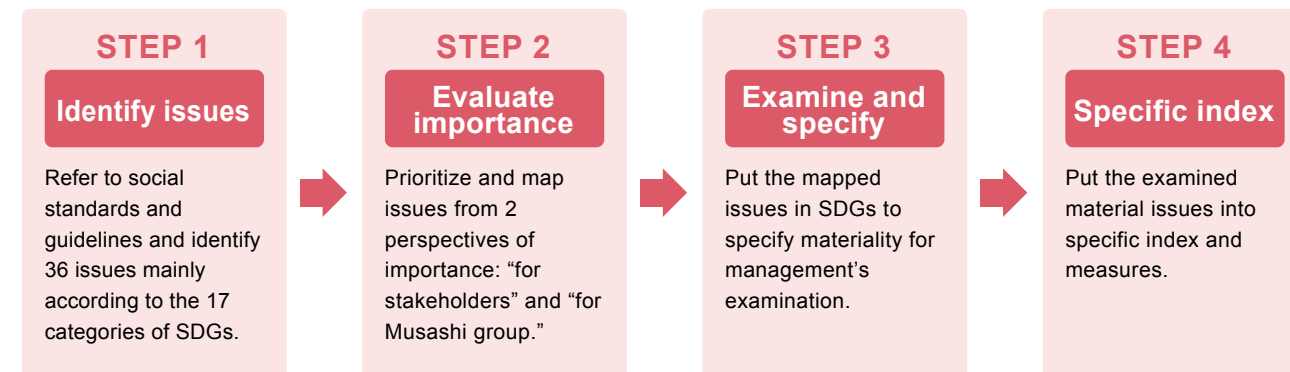 STEP 1
Identify issues
Refer to social
standards and
guidelines and identify
36 issues mainly
according to the 17
categories of SDGs.
STEP 2
Evaluate
importance
Prioritize and map
issues from 2
perspectives of
importance: “for
stakeholders” and “for
Musashi group.”
STEP 3
Examine and
specify
Put the mapped
issues in SDGs to
specify materiality for
management’s
examination.
STEP 4
Specific index
Put the examined
material issues into
specific index and
measures.